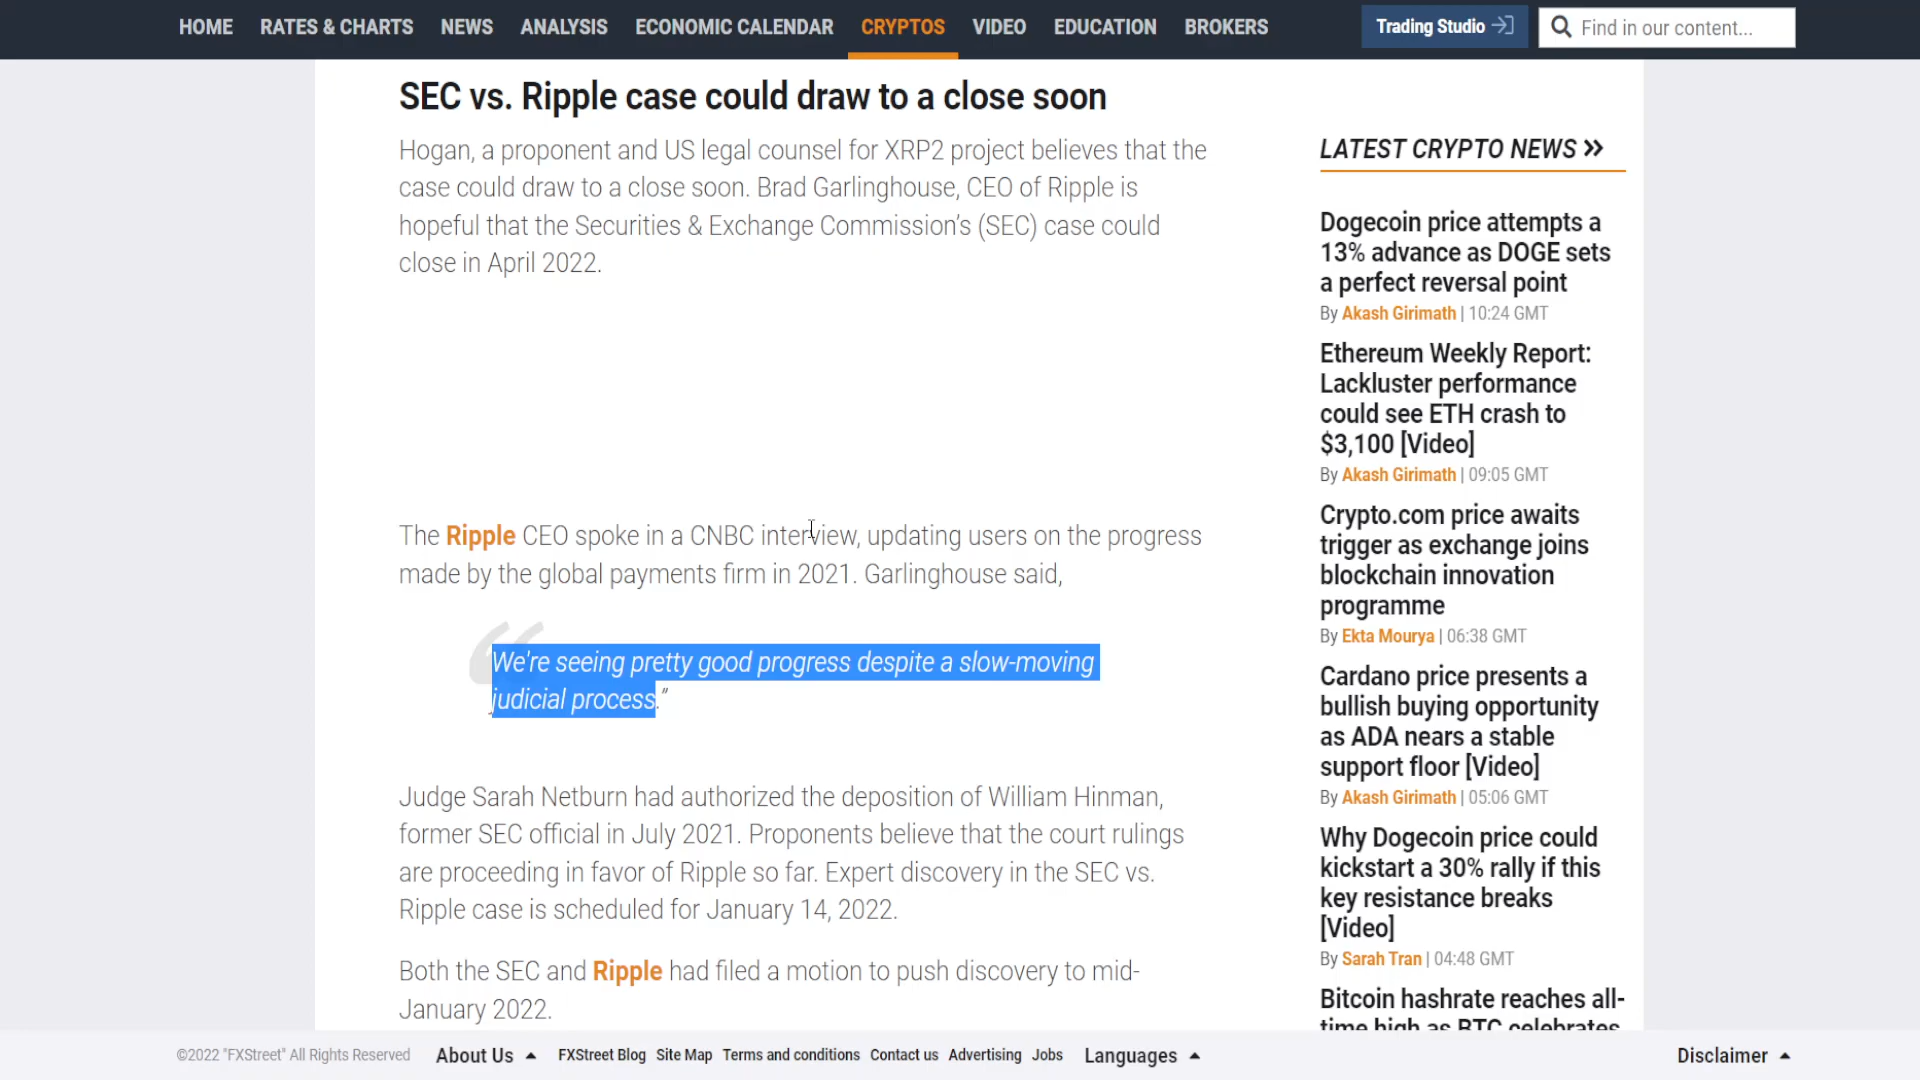 HOME RATES & CHARTS NEWS ANALYSIS ECONOMIC CALENDAR CRYPTOS VIDEO EDUCATION BROKERS Trading Studio Find in our content...
SEC vs. Ripple case could draw to a close soon
Hogan, a proponent and US legal counsel for XRP2 project believes that the
case could draw to a close soon. Brad Garlinghouse, CEO of Ripple is
hopeful that the Securities & Exchange Commission’s (SEC) case could
close in April 2022.
The Ripple CEO spoke in a CNBC interview, updating users on the progress
made by the global payments firm in 2021. Garlinghouse said,
“
We're seeing pretty good progress despite a slow-moving
judicial process.”
Judge Sarah Netburn had authorized the deposition of William Hinman,
former SEC official in July 2021. Proponents believe that the court rulings
are proceeding in favor of Ripple so far. Expert discovery in the SEC vs.
Ripple case is scheduled for January 14, 2022.
Both the SEC and Ripple had filed a motion to push discovery to mid-
January 2022.
LATEST CRYPTO NEWS »
Dogecoin price attempts a
13% advance as DOGE sets
a perfect reversal point
By Akash Girimath | 10:24 GMT
Ethereum Weekly Report:
Lackluster performance
could see ETH crash to
$3,100 [Video]
By Akash Girimath | 09:05 GMT
Crypto.com price awaits
trigger as exchange joins
blockchain innovation
programme
By Ekta Mourya | 06:38 GMT
Cardano price presents a
bullish buying opportunity
as ADA nears a stable
support floor [Video]
By Akash Girimath | 05:06 GMT
Why Dogecoin price could
kickstart a 30% rally if this
key resistance breaks
[Video]
By Sarah Tran | 04:48 GMT
Bitcoin hashrate reaches all-
time high as BTC celebrates
©2022 "FXStreet" All Rights Reserved About Us FXStreet Blog Site Map Terms and conditions Contact us Advertising Jobs Languages Disclaimer